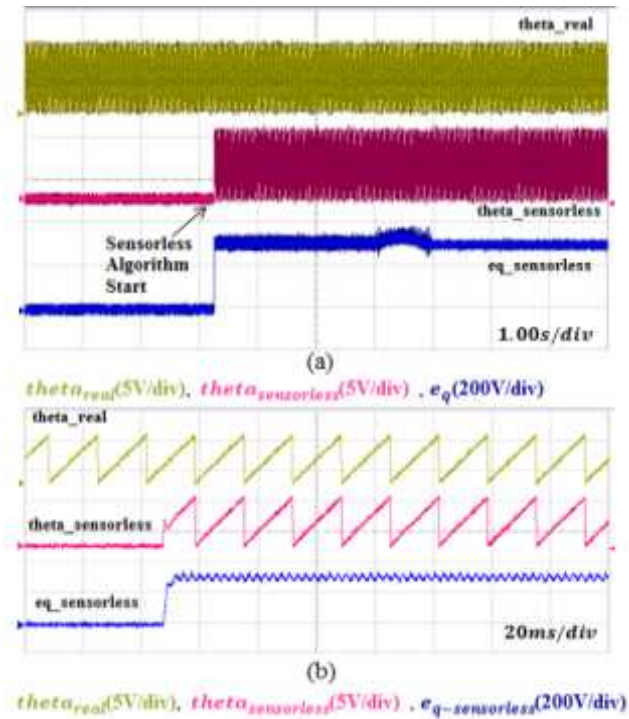 theta_real
theta_sensorless
Sensorless
Algorithm
Start
eq_sensorless
1.00s/div
(a)
theta_real(5V/div), theta_sensorless(5V/div) . e_q(200V/div)
theta_real
theta_sensorless
eq_sensorless
20ms/div
(b)
theta_real(5V/div), theta_sensorless(5V/div) . e_q-sensorless(200V/div)